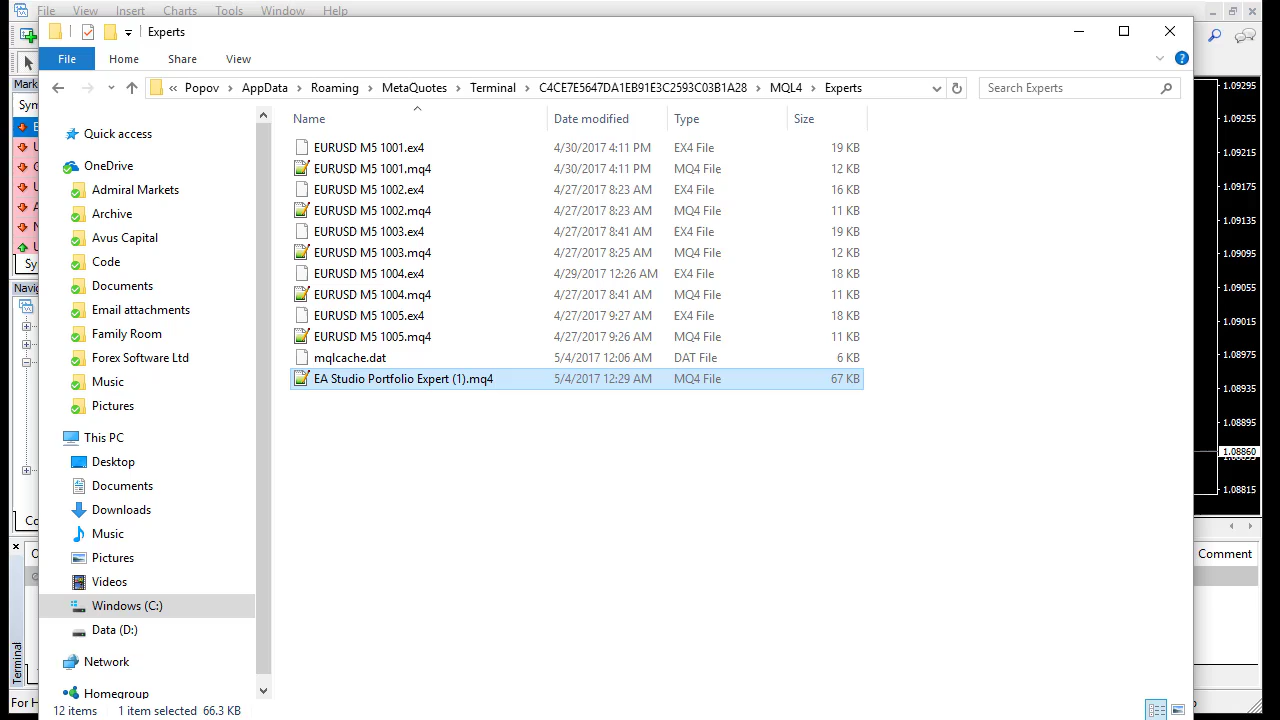 File View Insert Charts Tools Window Help
Experts
File Home Share View
« Popov > AppData > Roaming > MetaQuotes > Terminal > C4CE7E5647DA1EB91E3C2593C03B1A28 > MQL4 > Experts
Search Experts
Name Date modified Type Size
Quick access
OneDrive
Admiral Markets
Archive
Avus Capital
Code
Documents
Email attachments
Family Room
Forex Software Ltd
Music
Pictures
This PC
Desktop
Documents
Downloads
Music
Pictures
Videos
Windows (C:)
Data (D:)
Network
Homegroup
EURUSD M5 1001.ex4 4/30/2017 4:11 PM EX4 File 19 KB
EURUSD M5 1001.mq4 4/30/2017 4:11 PM MQ4 File 12 KB
EURUSD M5 1002.ex4 4/27/2017 8:23 AM EX4 File 16 KB
EURUSD M5 1002.mq4 4/27/2017 8:23 AM MQ4 File 11 KB
EURUSD M5 1003.ex4 4/27/2017 8:41 AM EX4 File 19 KB
EURUSD M5 1003.mq4 4/27/2017 8:25 AM MQ4 File 12 KB
EURUSD M5 1004.ex4 4/29/2017 12:26 AM EX4 File 18 KB
EURUSD M5 1004.mq4 4/27/2017 8:41 AM MQ4 File 11 KB
EURUSD M5 1005.ex4 4/27/2017 9:27 AM EX4 File 18 KB
EURUSD M5 1005.mq4 4/27/2017 9:26 AM MQ4 File 11 KB
mqlcache.dat 5/4/2017 12:06 AM DAT File 6 KB
EA Studio Portfolio Expert (1).mq4 5/4/2017 12:29 AM MQ4 File 67 KB
12 items 1 item selected 66.3 KB
Mark
Sym
Sy
Navig
Co
Terminal
For H
1.09295
1.09255
1.09215
1.09175
1.09135
1.09095
1.09055
1.09015
1.08975
1.08935
1.08895
1.08860
1.08815
Comment